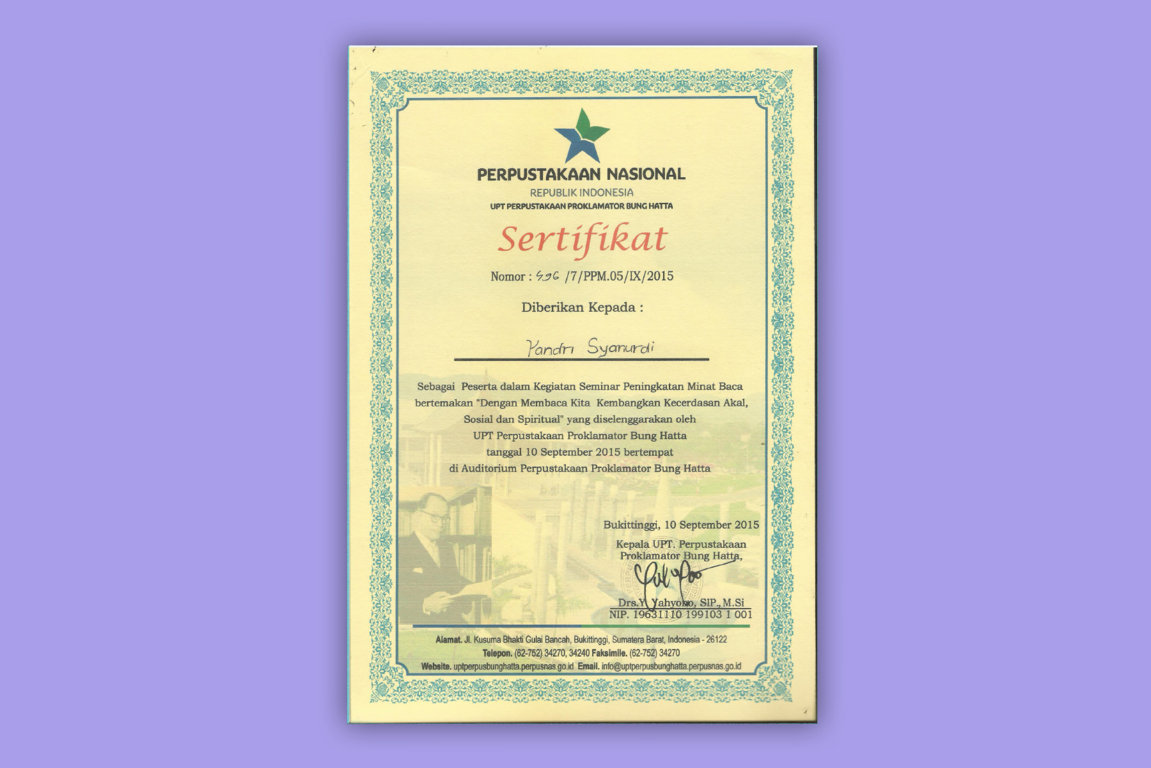 PERPUSTAKAAN NASIONAL
REPUBLIK INDONESIA
UPT PERPUSTAKAAN PROKLAMATOR BUNG HATTA
Sertifikat
Nomor : 496 /7/PPM.05/IX/2015
Diberikan Kepada :
Yandri Syanurdi
Sebagai Peserta dalam Kegiatan Seminar Peningkatan Minat Baca
bertemakan "Dengan Membaca Kita Kembangkan Kecerdasan Akal,
Sosial dan Spiritual" yang diselenggarakan oleh
UPT Perpustakaan Proklamator Bung Hatta
tanggal 10 September 2015 bertempat
di Auditorium Perpustakaan Proklamator Bung Hatta
Bukittinggi, 10 September 2015
Kepala UPT. Perpustakaan
Proklamator Bung Hatta,
Drs.Y. Yahyono, SIP., M.Si
NIP. 19631110 199103 1 001
Alamat. Jl. Kusuma Bhakti Gulai Bancah, Bukittinggi, Sumatera Barat, Indonesia - 26122
Telepon. (62-752) 34270, 34240 Faksimile. (62-752) 34270
Website. uptperpusbunghatta.perpusnas.go.id Email. info@uptperpusbunghatta.perpusnas.go.id